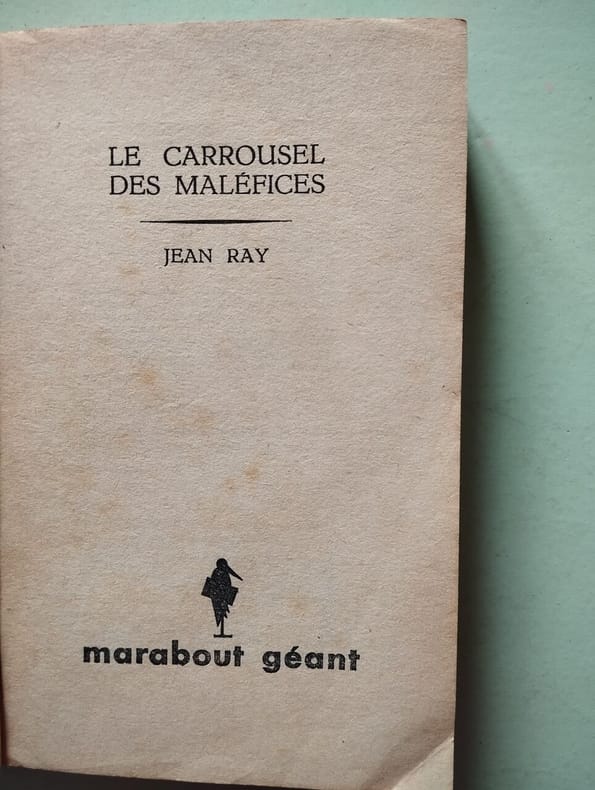 LE CARROUSEL
DES MALÉFICES
JEAN RAY
marabout géant